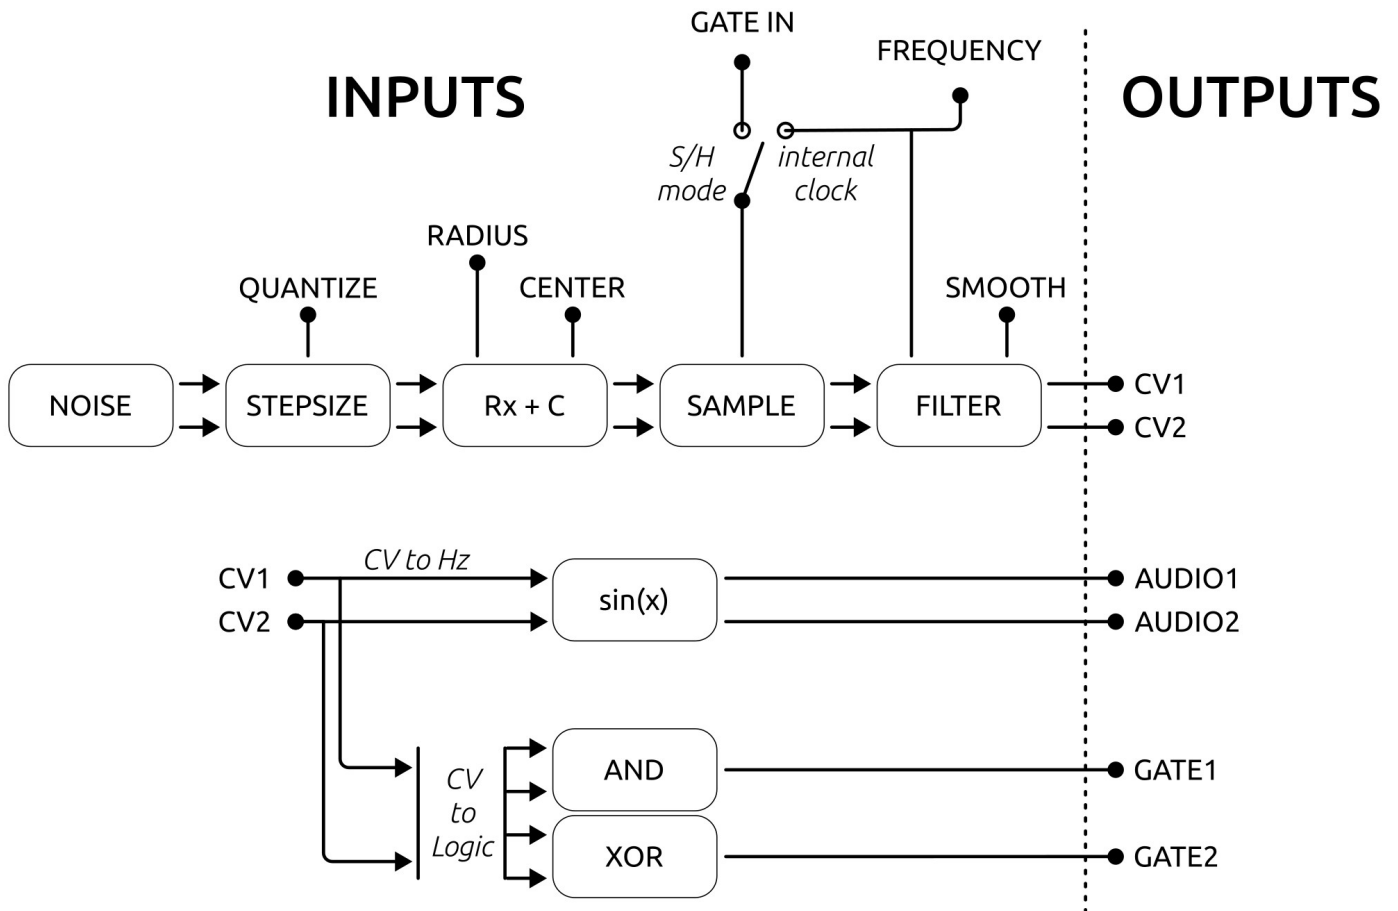 GATE IN
FREQUENCY
INPUTS
OUTPUTS
S/H
mode
internal
clock
RADIUS
QUANTIZE
CENTER
SMOOTH
NOISE
STEPSIZE
Rx + C
SAMPLE
FILTER
CV1
CV2
CV to Hz
CV1
CV2
sin(x)
AUDIO1
AUDIO2
CV
to
Logic
AND
XOR
GATE1
GATE2